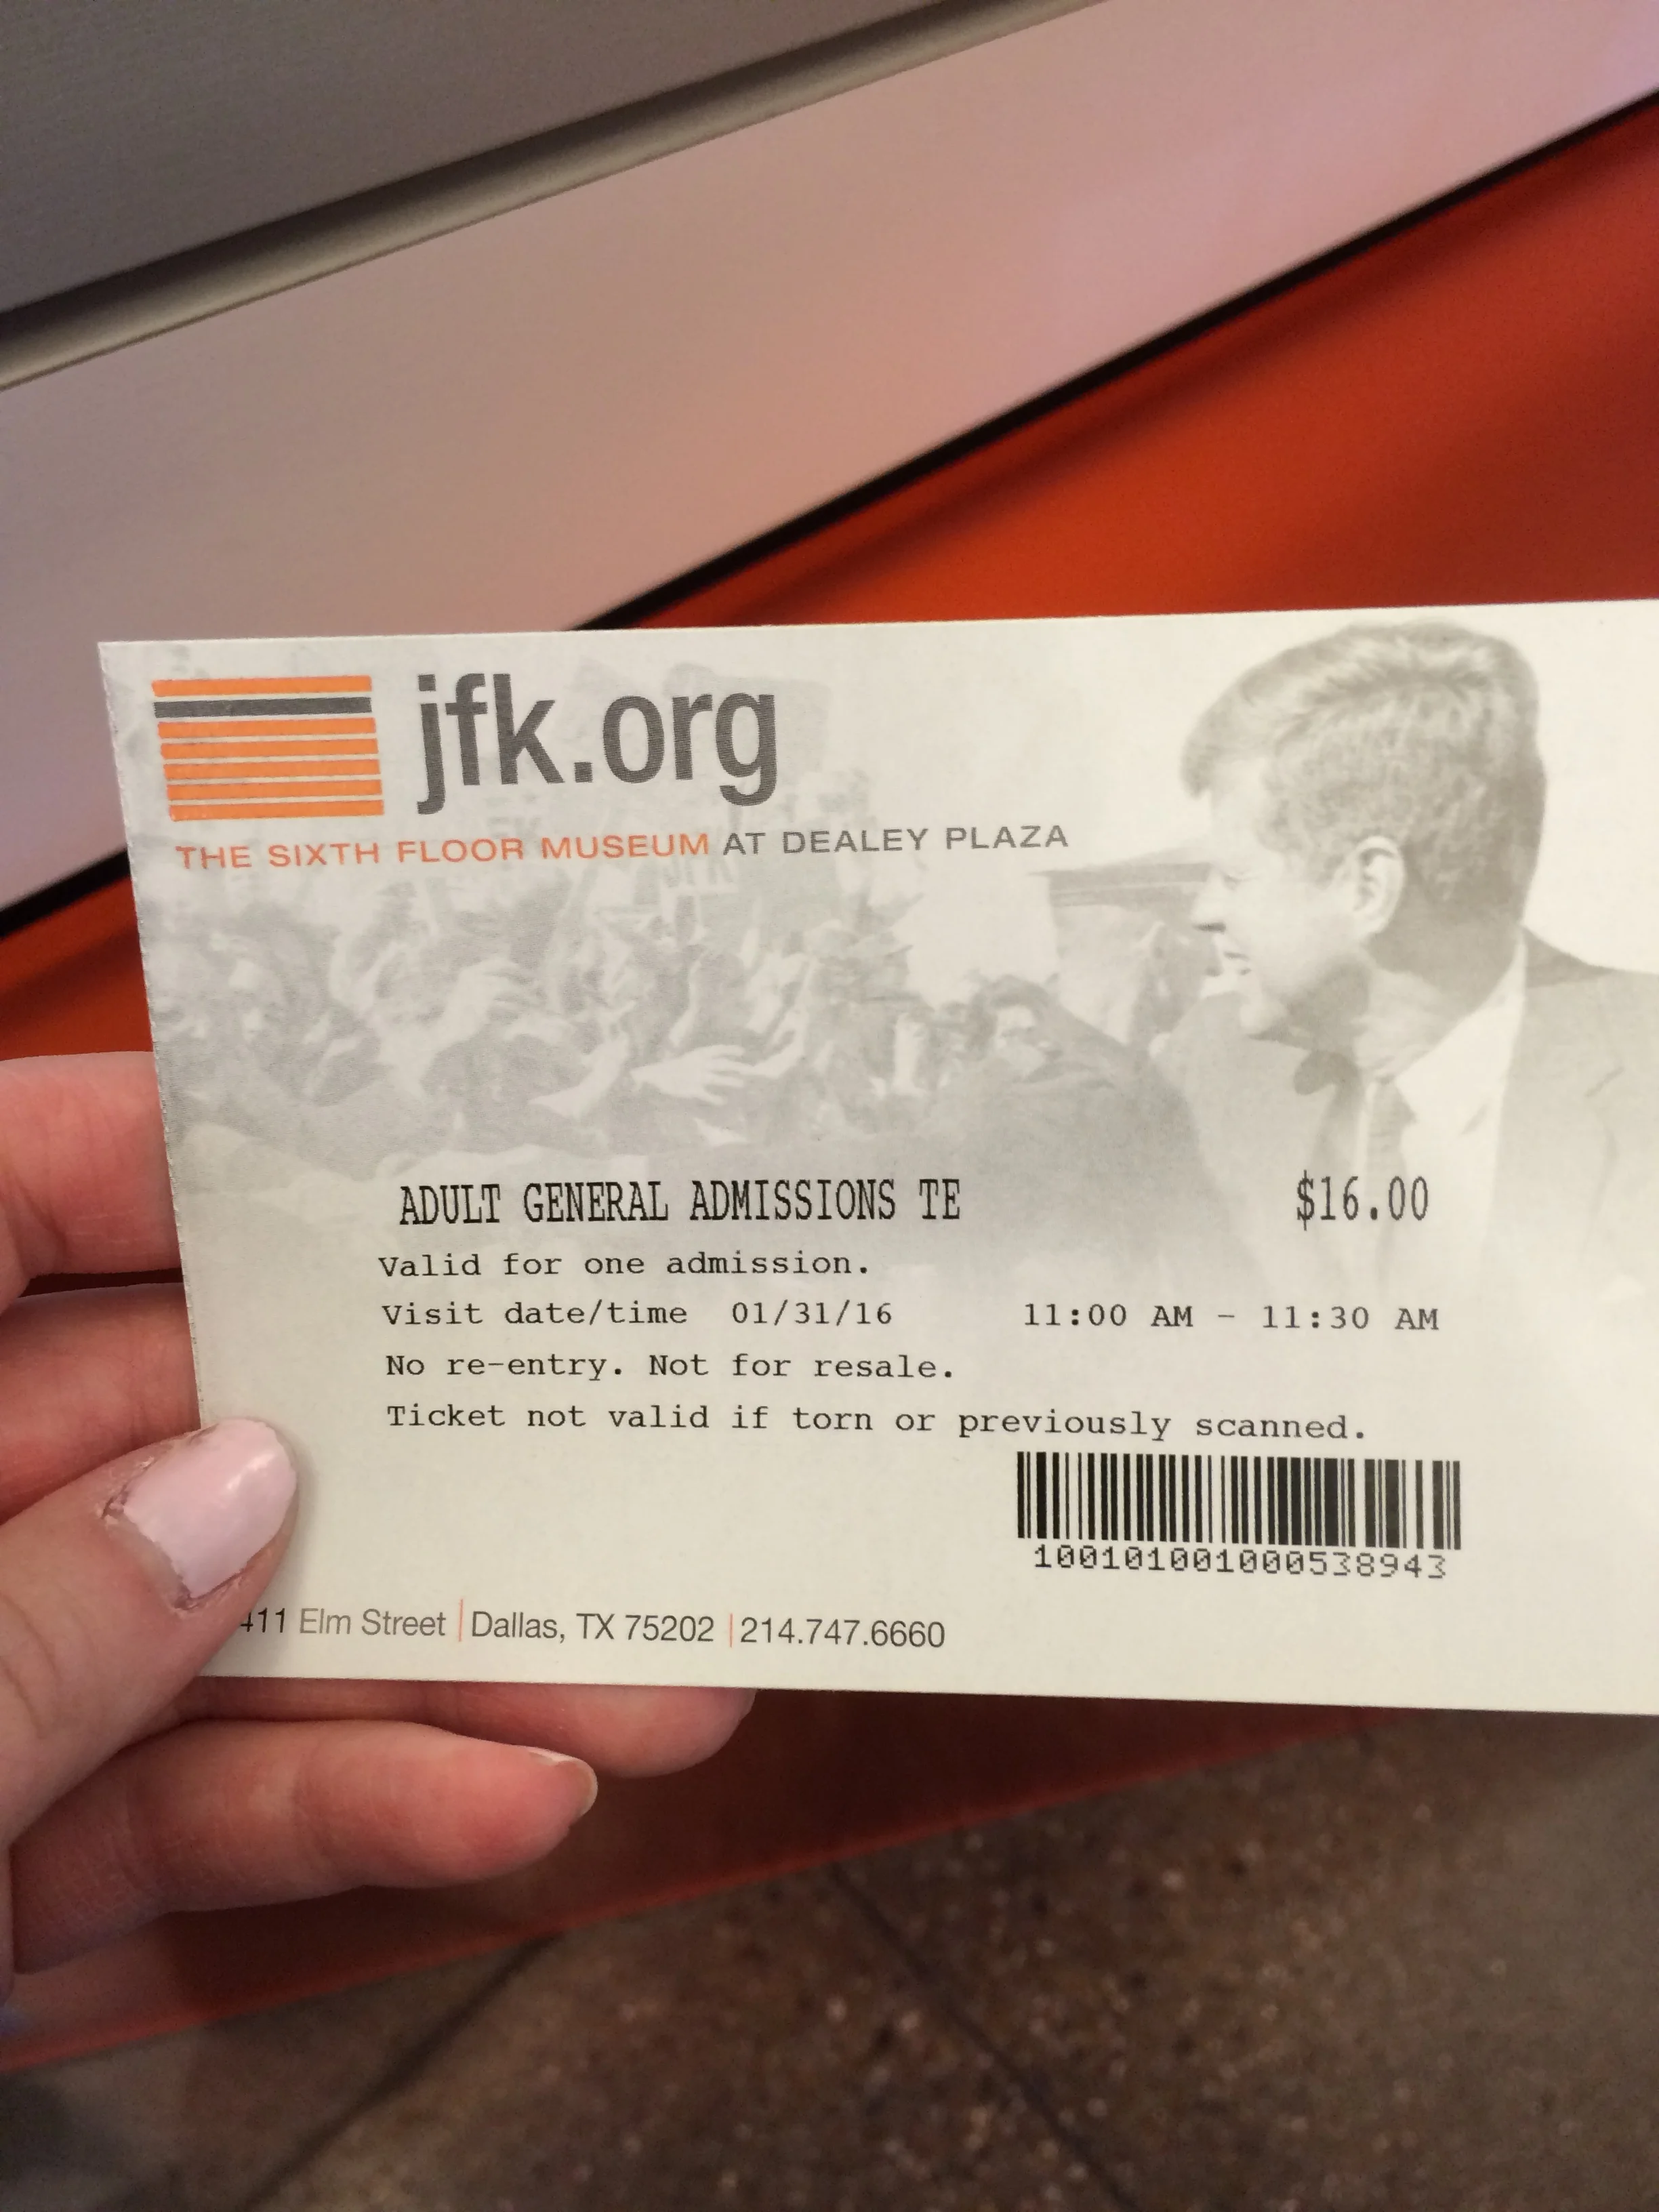 jfk.org
THE SIXTH FLOOR MUSEUM AT DEALEY PLAZA
ADULT GENERAL ADMISSIONS TE $16.00
Valid for one admission.
Visit date/time 01/31/16 11:00 AM - 11:30 AM
No re-entry. Not for resale.
Ticket not valid if torn or previously scanned.
100101001000538943
411 Elm Street | Dallas, TX 75202 | 214.747.6660